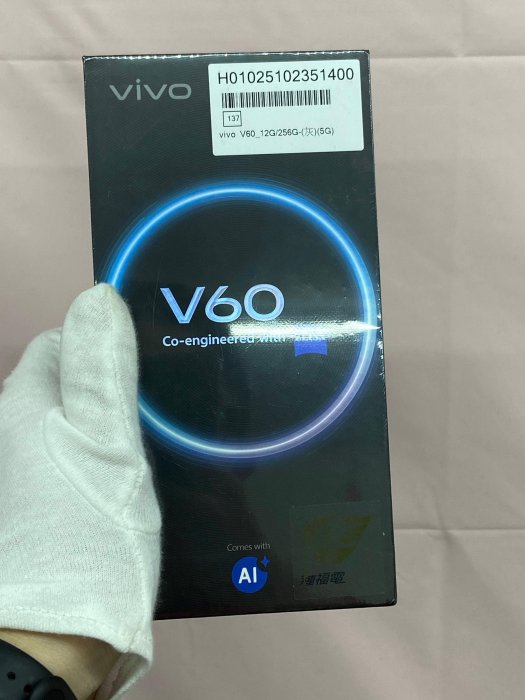 vivo
H01025102351400
137
vivo V60_12G/256G-(灰)(5G)
V60
Co-engineered with
Comes with
AI